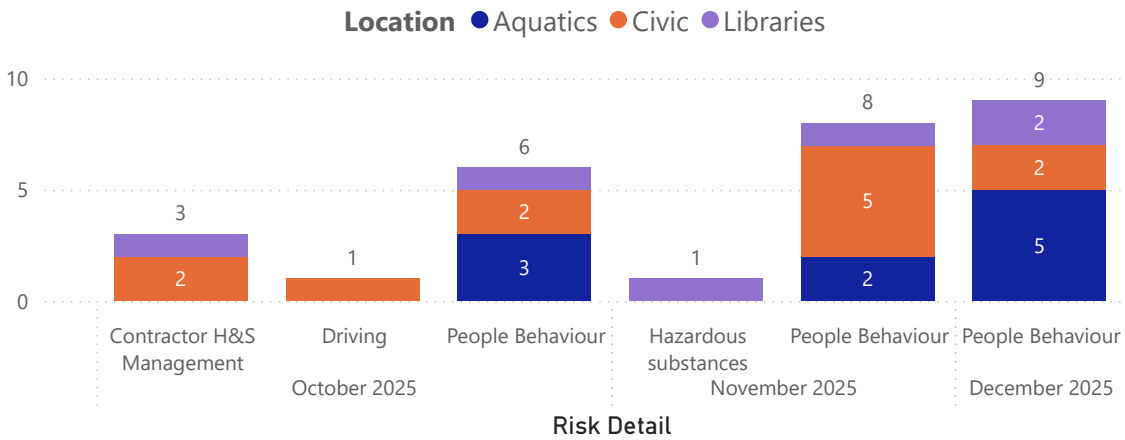 Location Aquatics Civic Libraries
10
5
0
3
2
1
6
2
3
1
8
5
2
9
2
2
5
Contractor H&S
Management
Driving
People Behaviour
Hazardous
substances
People Behaviour
People Behaviour
October 2025
November 2025
December 2025
Risk Detail